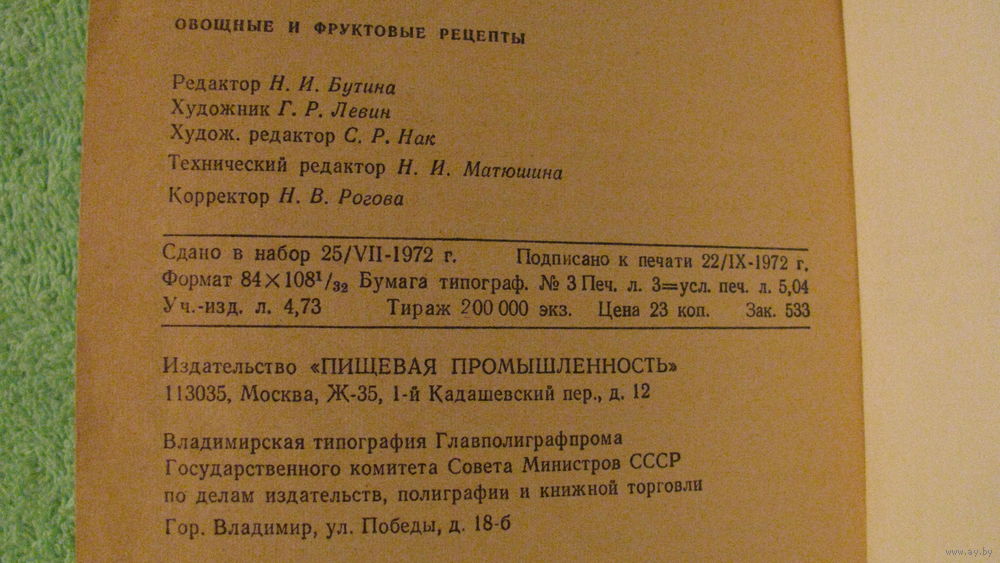 ОВОЩНЫЕ И ФРУКТОВЫЕ РЕЦЕПТЫ
Редактор Н. И. Бутина
Художник Г. Р. Левин
Худож. редактор С. Р. Нак
Технический редактор Н. И. Матюшина
Корректор Н. В. Рогова
Сдано в набор 25/VII-1972 г. Подписано к печати 22/IX-1972 г.
Формат 84×108¹/₃₂ Бумага типограф. № 3 Печ. л. 3=усл. печ. л. 5,04
Уч.-изд. л. 4,73 Тираж 200 000 экз. Цена 23 коп. Зак. 533
Издательство «ПИЩЕВАЯ ПРОМЫШЛЕННОСТЬ»
113035, Москва, Ж-35, 1-й Кадашевский пер., д. 12
Владимирская типография Главполиграфпрома
Государственного комитета Совета Министров СССР
по делам издательств, полиграфии и книжной торговли
Гор. Владимир, ул. Победы, д. 18-б
www.ay.by